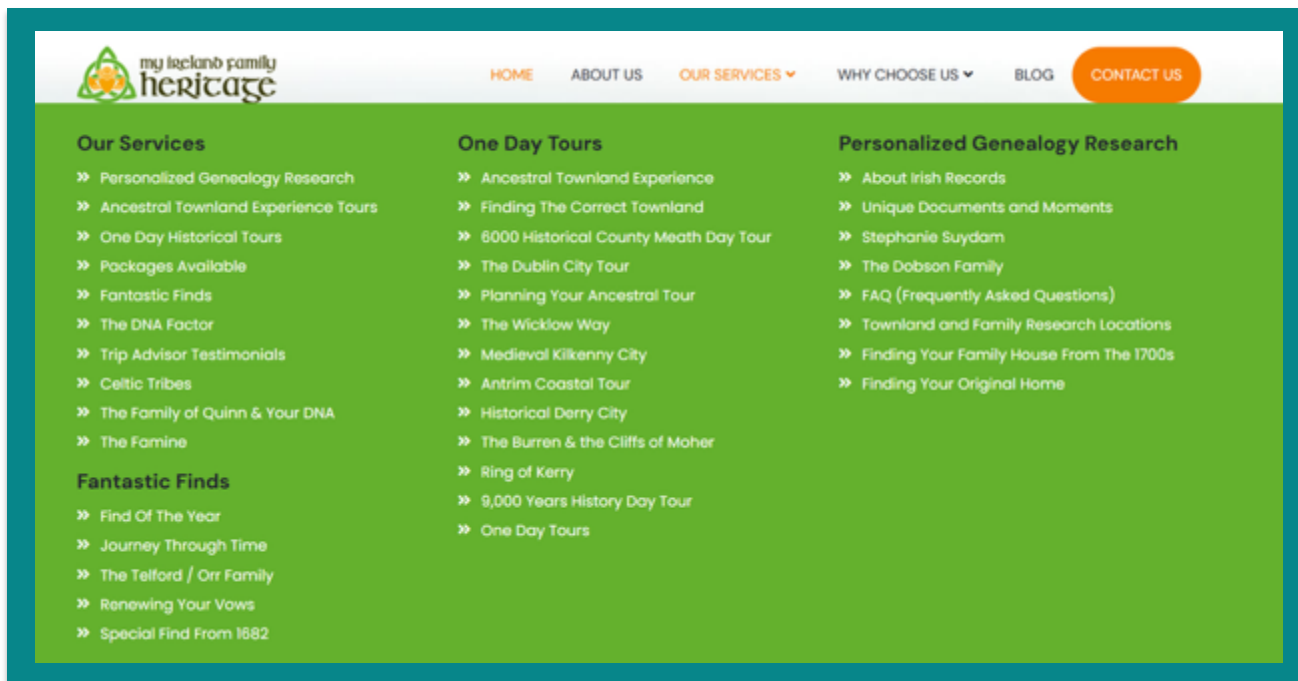 my ireland family
heritage
HOME ABOUT US OUR SERVICES WHY CHOOSE US BLOG CONTACT US
Our Services
» Personalized Genealogy Research
» Ancestral Townland Experience Tours
» One Day Historical Tours
» Packages Available
» Fantastic Finds
» The DNA Factor
» Trip Advisor Testimonials
» Celtic Tribes
» The Family of Quinn & Your DNA
» The Famine
Fantastic Finds
» Find Of The Year
» Journey Through Time
» The Telford / Orr Family
» Renewing Your Vows
» Special Find From 1682
One Day Tours
» Ancestral Townland Experience
» Finding The Correct Townland
» 6000 Historical County Meath Day Tour
» The Dublin City Tour
» Planning Your Ancestral Tour
» The Wicklow Way
» Medieval Kilkenny City
» Antrim Coastal Tour
» Historical Derry City
» The Burren & the Cliffs of Moher
» Ring of Kerry
» 9,000 Years History Day Tour
» One Day Tours
Personalized Genealogy Research
» About Irish Records
» Unique Documents and Moments
» Stephanie Suydam
» The Dobson Family
» FAQ (Frequently Asked Questions)
» Townland and Family Research Locations
» Finding Your Family House From The 1700s
» Finding Your Original Home